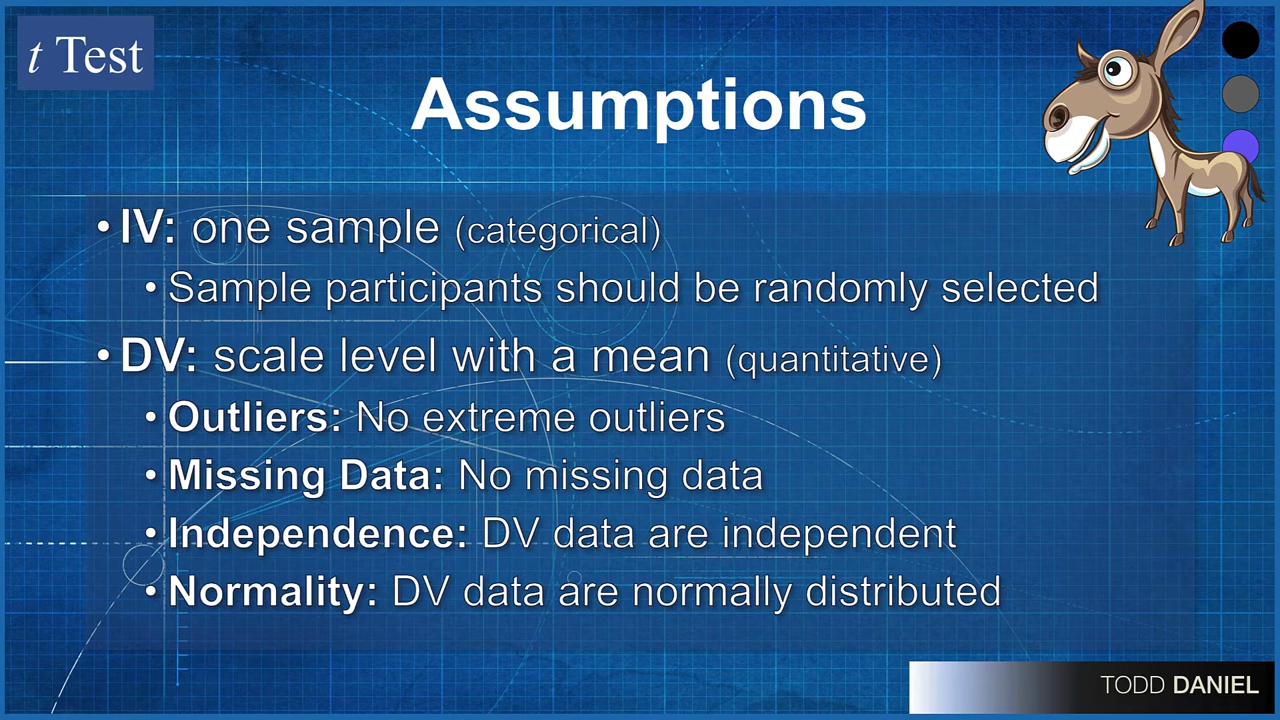 t Test
Assumptions
• IV: one sample (categorical)
• Sample participants should be randomly selected
• DV: scale level with a mean (quantitative)
• Outliers: No extreme outliers
• Missing Data: No missing data
• Independence: DV data are independent
• Normality: DV data are normally distributed
TODD DANIEL